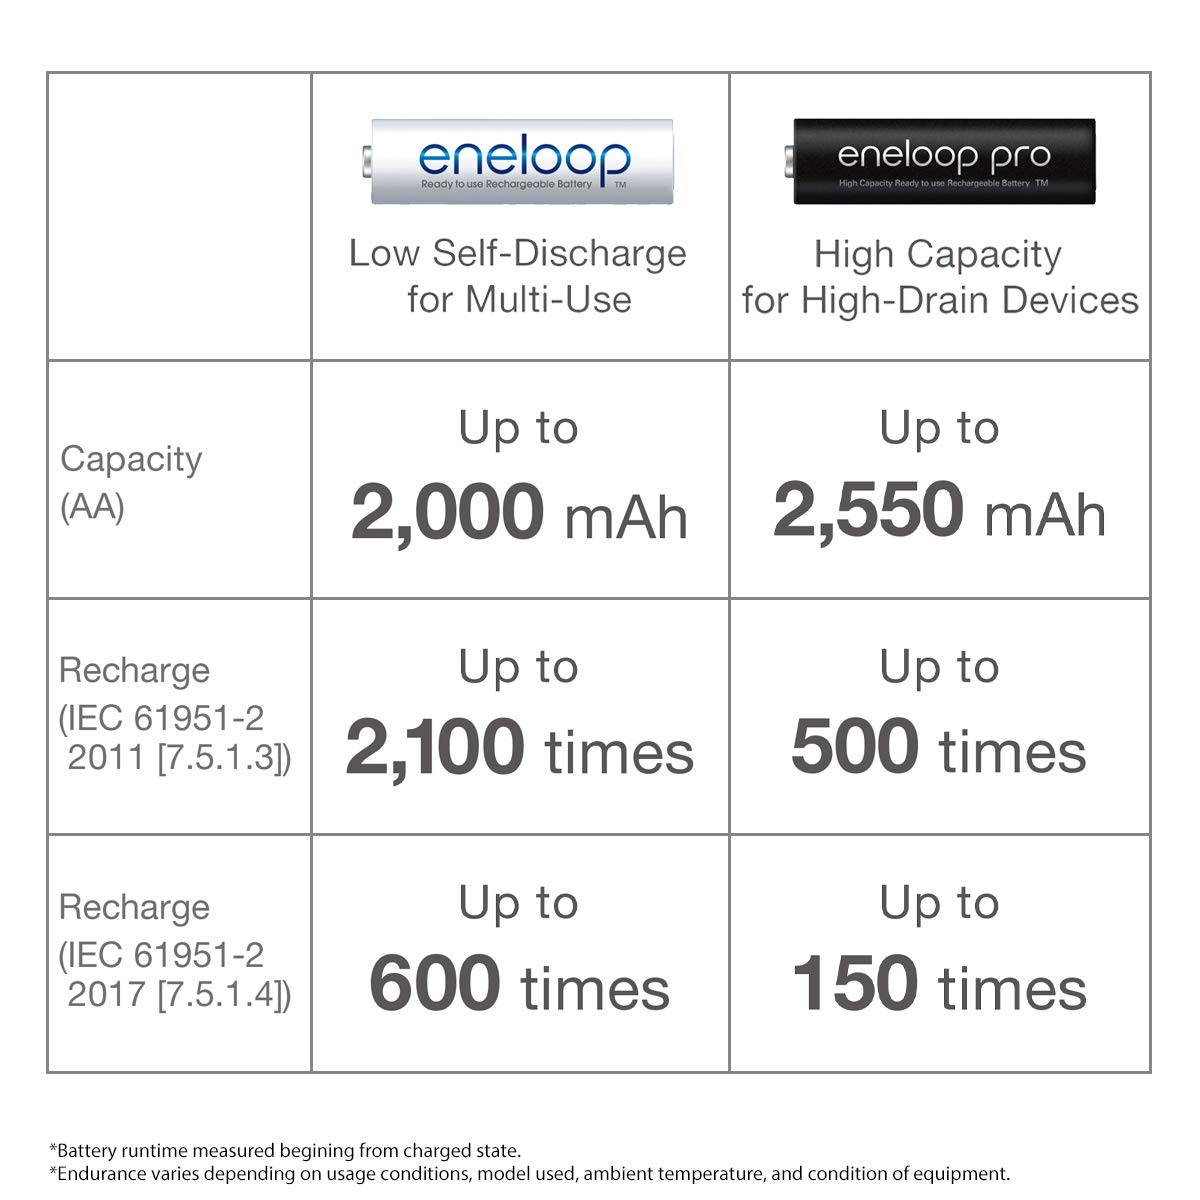 eneloop
Ready to use Rechargeable Battery TM
Low Self-Discharge
for Multi-Use
eneloop pro
High Capacity Ready to use Rechargeable Battery TM
High Capacity
for High-Drain Devices
Capacity
(AA)
Up to
2,000 mAh
Up to
2,550 mAh
Recharge
(IEC 61951-2
2011 [7.5.1.3])
Up to
2,100 times
Up to
500 times
Recharge
(IEC 61951-2
2017 [7.5.1.4])
Up to
600 times
Up to
150 times
*Battery runtime measured begining from charged state.
*Endurance varies depending on usage conditions, model used, ambient temperature, and condition of equipment.